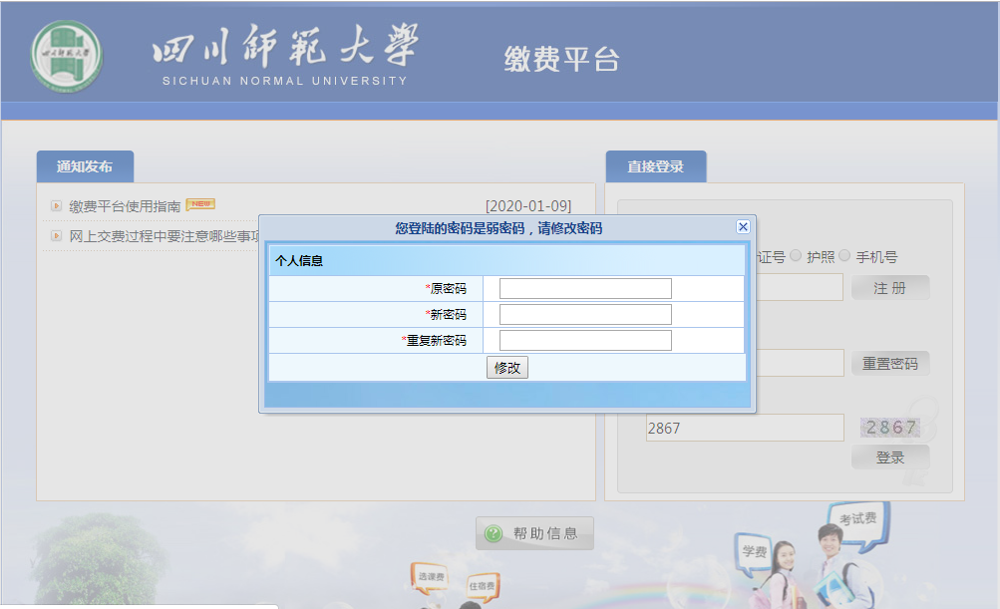 四川師範大學
SICHUAN NORMAL UNIVERSITY
缴费平台
通知发布
直接登录
缴费平台使用指南 NEW [2020-01-09]
网上交费过程中要注意哪些事项
您登陆的密码是弱密码，请修改密码
个人信息
*原密码
*新密码
*重复新密码
修改
证号 护照 手机号
注 册
重置密码
2867 2867
登录
帮助信息
考试费
学费
选课费
住宿费